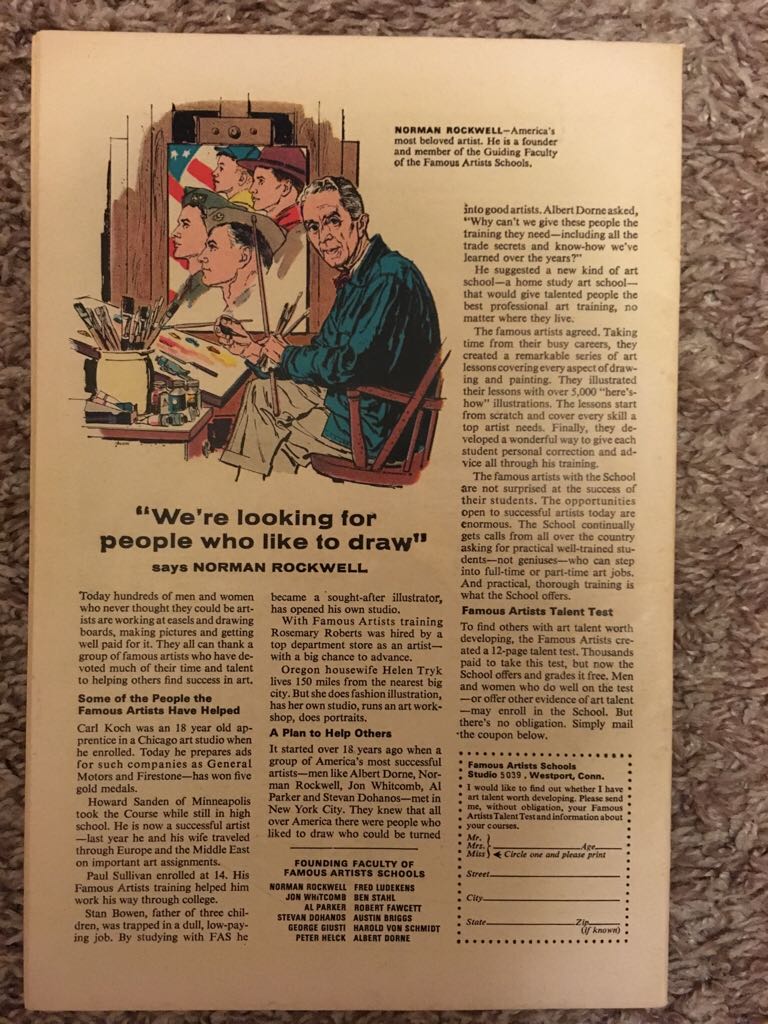 NORMAN ROCKWELL—America's
most beloved artist. He is a founder
and member of the Guiding Faculty
of the Famous Artists Schools.
"We're looking for
people who like to draw"
says NORMAN ROCKWELL
Today hundreds of men and women
who never thought they could be art-
ists are working at easels and drawing
boards, making pictures and getting
well paid for it. They all can thank a
group of famous artists who have de-
voted much of their time and talent
to helping others find success in art.
Some of the People the
Famous Artists Have Helped
Carl Koch was an 18 year old ap-
prentice in a Chicago art studio when
he enrolled. Today he prepares ads
for such companies as General
Motors and Firestone—has won five
gold medals.
Howard Sanden of Minneapolis
took the Course while still in high
school. He is now a successful artist
—last year he and his wife traveled
through Europe and the Middle East
on important art assignments.
Paul Sullivan enrolled at 14. His
Famous Artists training helped him
work his way through college.
Stan Bowen, father of three chil-
dren, was trapped in a dull, low-pay-
ing job. By studying with FAS he
became a sought-after illustrator,
has opened his own studio.
With Famous Artists training
Rosemary Roberts was hired by a
top department store as an artist—
with a big chance to advance.
Oregon housewife Helen Tryk
lives 150 miles from the nearest big
city. But she does fashion illustration,
has her own studio, runs an art work-
shop, does portraits.
A Plan to Help Others
It started over 18 years ago when a
group of America's most successful
artists—men like Albert Dorne, Nor-
man Rockwell, Jon Whitcomb, Al
Parker and Stevan Dohanos—met in
New York City. They knew that all
over America there were people who
liked to draw who could be turned
FOUNDING FACULTY OF
FAMOUS ARTISTS SCHOOLS
NORMAN ROCKWELL FRED LUDEKENS
JON WHITCOMB BEN STAHL
AL PARKER ROBERT FAWCETT
STEVAN DOHANOS AUSTIN BRIGGS
GEORGE GIUSTI HAROLD VON SCHMIDT
PETER HELCK ALBERT DORNE
into good artists. Albert Dorne asked,
"Why can't we give these people the
training they need—including all the
trade secrets and know-how we've
learned over the years?"
He suggested a new kind of art
school—a home study art school—
that would give talented people the
best professional art training, no
matter where they live.
The famous artists agreed. Taking
time from their busy careers, they
created a remarkable series of art
lessons covering every aspect of draw-
ing and painting. They illustrated
their lessons with over 5,000 "here's-
how" illustrations. The lessons start
from scratch and cover every skill a
top artist needs. Finally, they de-
veloped a wonderful way to give each
student personal correction and ad-
vice all through his training.
The famous artists with the School
are not surprised at the success of
their students. The opportunities
open to successful artists today are
enormous. The School continually
gets calls from all over the country
asking for practical well-trained stu-
dents—not geniuses—who can step
into full-time or part-time art jobs.
And practical, thorough training is
what the School offers.
Famous Artists Talent Test
To find others with art talent worth
developing, the Famous Artists cre-
ated a 12-page talent test. Thousands
paid to take this test, but now the
School offers and grades it free. Men
and women who do well on the test
—or offer other evidence of art talent
—may enroll in the School. But
there's no obligation. Simply mail
the coupon below.
Famous Artists Schools
Studio 5039, Westport, Conn.
I would like to find out whether I have
art talent worth developing. Please send
me, without obligation, your Famous
Artists Talent Test and information about
your courses.
Mr.
Mrs. Age
Miss Circle one and please print
Street
City
State Zip
(if known)